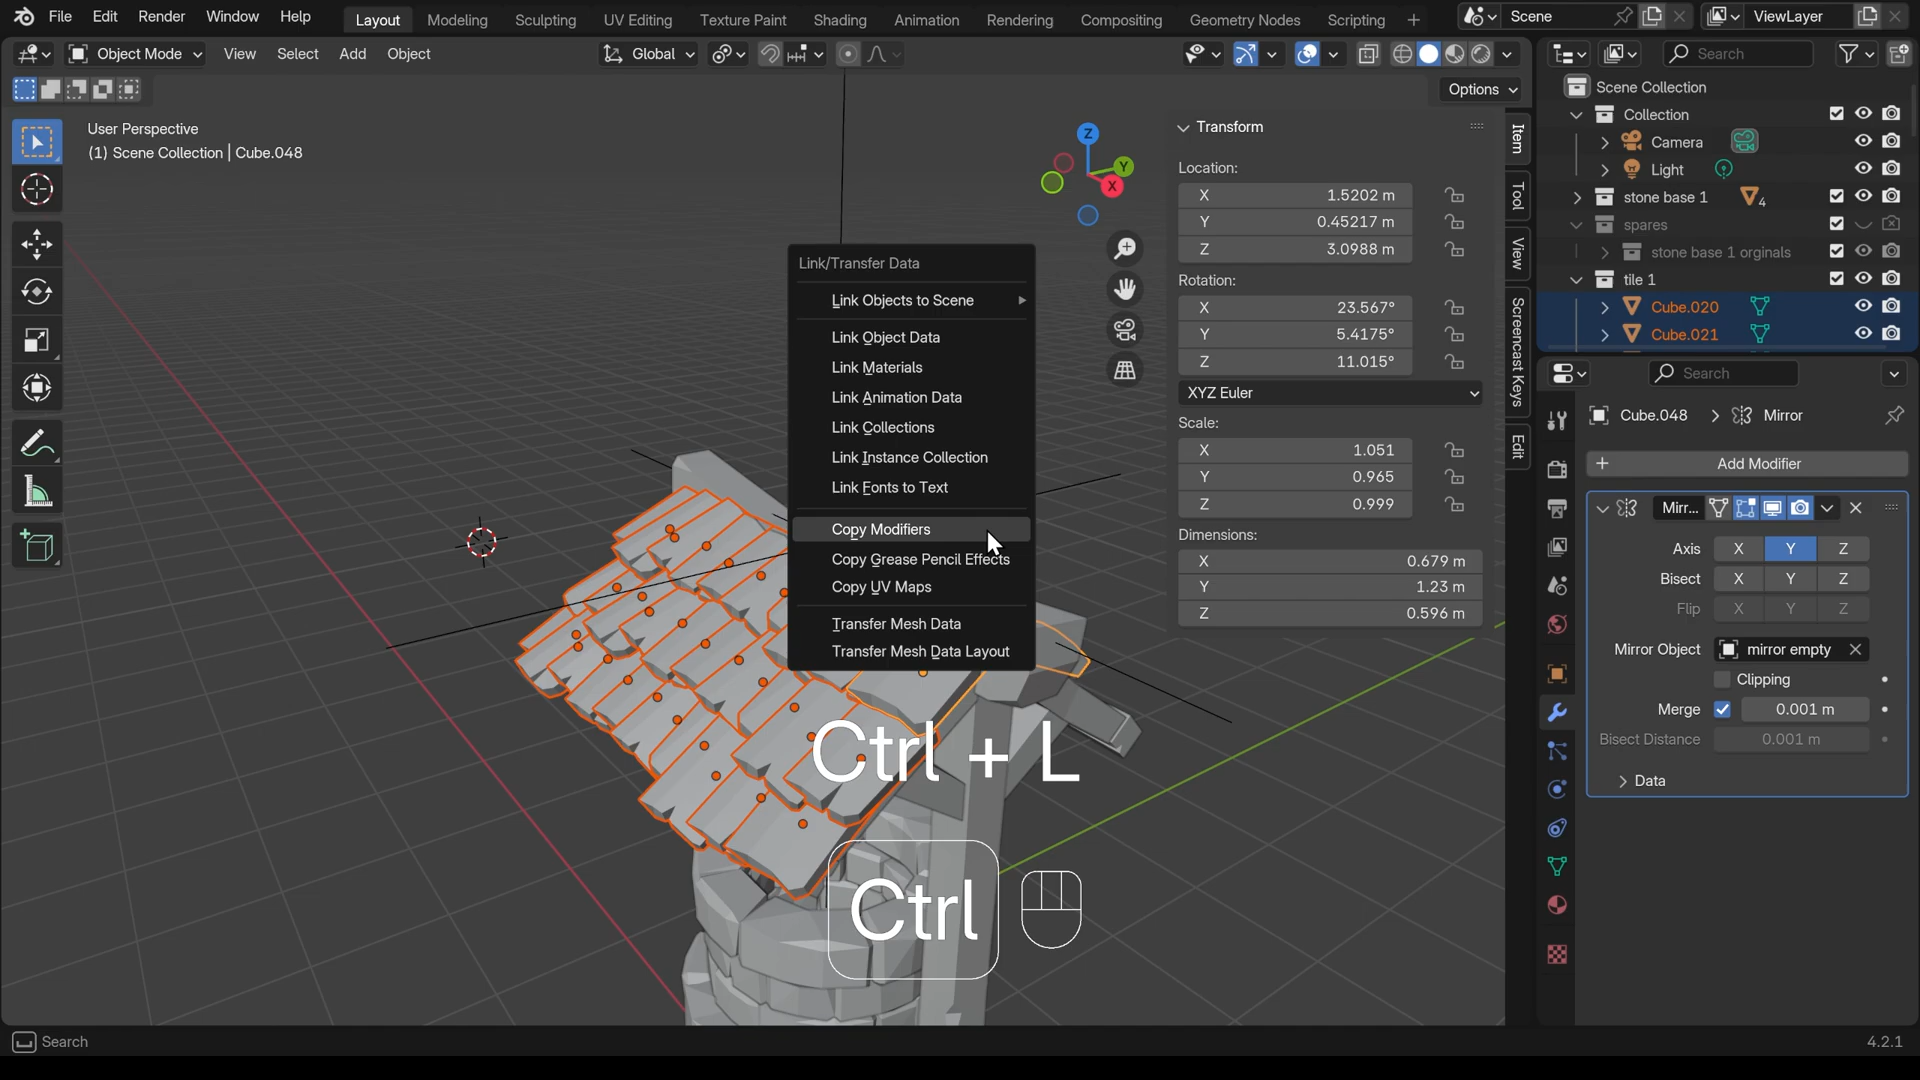 File Edit Render Window Help
Layout Modeling Sculpting UV Editing Texture Paint Shading Animation Rendering Compositing Geometry Nodes Scripting +
Scene
ViewLayer
Object Mode View Select Add Object
Global
Search
Options
User Perspective
(1) Scene Collection | Cube.048
Z
Y
X
Link/Transfer Data
Link Objects to Scene
Link Object Data
Link Materials
Link Animation Data
Link Collections
Link Instance Collection
Link Fonts to Text
Copy Modifiers
Copy Grease Pencil Effects
Copy UV Maps
Transfer Mesh Data
Transfer Mesh Data Layout
Ctrl + L
Ctrl
Transform
Location:
X 1.5202 m
Y 0.45217 m
Z 3.0988 m
Rotation:
X 23.567°
Y 5.4175°
Z 11.015°
XYZ Euler
Scale:
X 1.051
Y 0.965
Z 0.999
Dimensions:
X 0.679 m
Y 1.23 m
Z 0.596 m
Item
Tool
View
Screencast Keys
Edit
Scene Collection
Collection
Camera
Light
stone base 1 4
spares
stone base 1 orginals
tile 1
Cube.020
Cube.021
Search
Cube.048 > Mirror
+ Add Modifier
Mirr...
Axis X Y Z
Bisect X Y Z
Flip X Y Z
Mirror Object mirror empty
Clipping
Merge 0.001 m
Bisect Distance 0.001 m
Data
Search
4.2.1